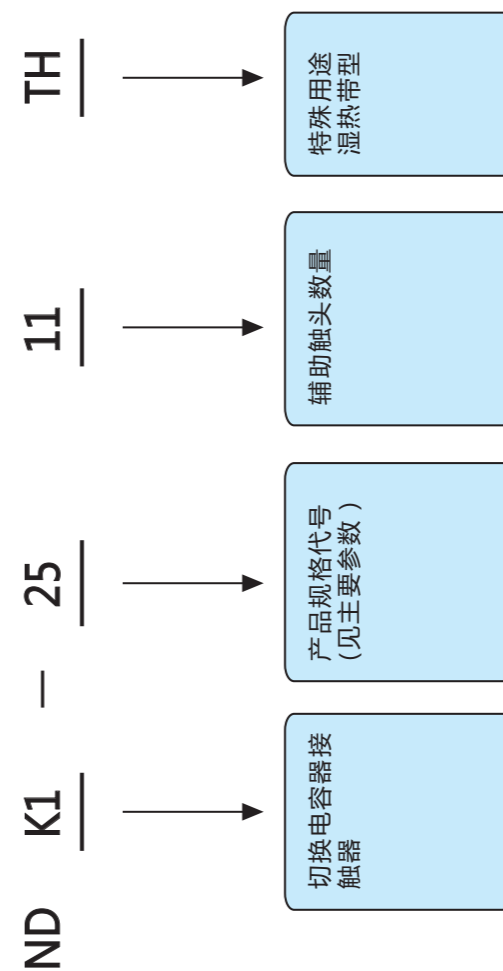 ND K1 — 25 11 TH
切换电容器接
触器
产品规格代号
(见主要参数)
辅助触头数量
特殊用途
湿热带型